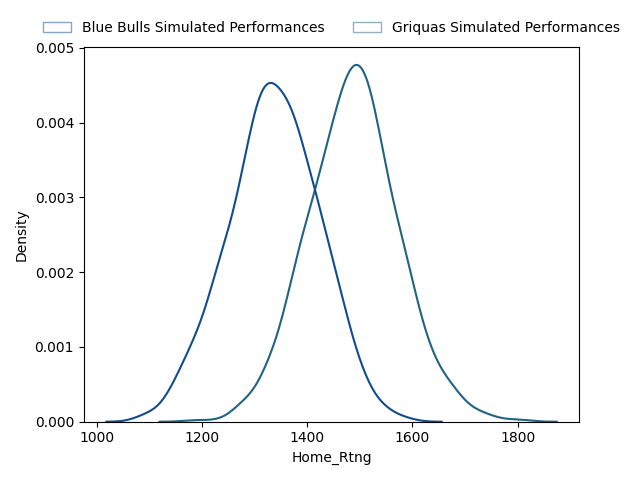 Blue Bulls Simulated Performances Griquas Simulated Performances
0.005
0.004
0.003
0.002
0.001
0.000
Density
1000 1200 1400 1600 1800
Home_Rtng